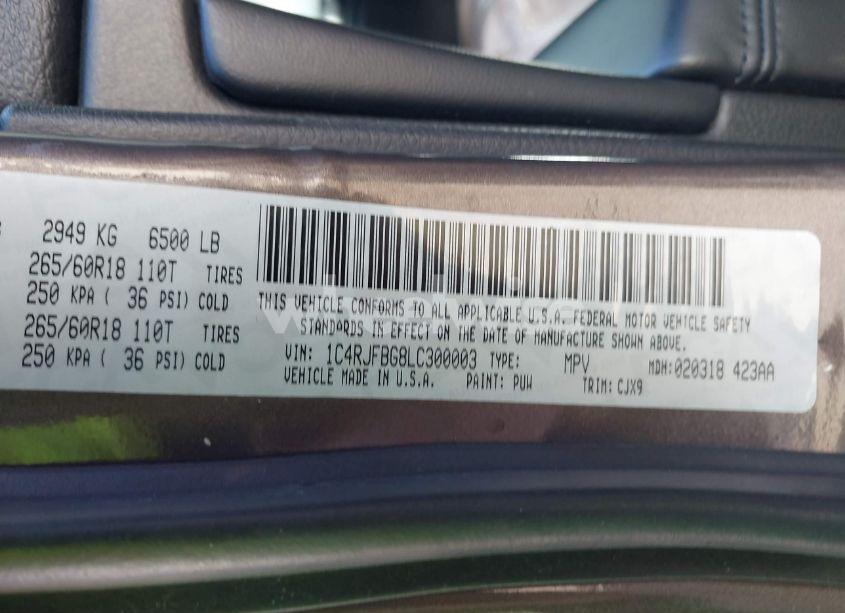 2949 KG 6500 LB
265/60R18 110T TIRES
250 KPA ( 36 PSI) COLD
265/60R18 110T TIRES
250 KPA ( 36 PSI) COLD
THIS VEHICLE CONFORMS TO ALL APPLICABLE U.S.A. FEDERAL MOTOR VEHICLE SAFETY
STANDARDS IN EFFECT ON THE DATE OF MANUFACTURE SHOWN ABOVE.
VIN: 1C4RJFBG8LC300003 TYPE: MPV MDH:020318 423AA
VEHICLE MADE IN U.S.A. PAINT: PUW TRIM: CJX9